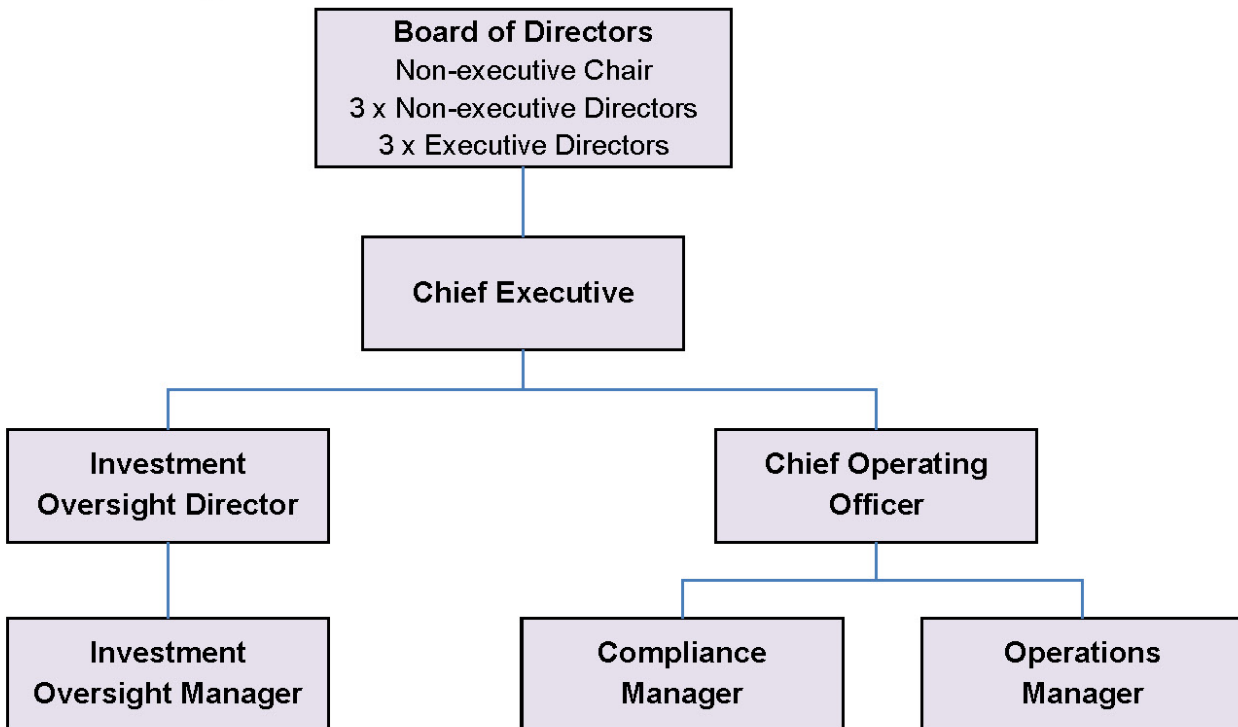 Board of Directors
Non-executive Chair
3 x Non-executive Directors
3 x Executive Directors
Chief Executive
Investment
Oversight Director
Chief Operating
Officer
Investment
Oversight Manager
Compliance
Manager
Operations
Manager